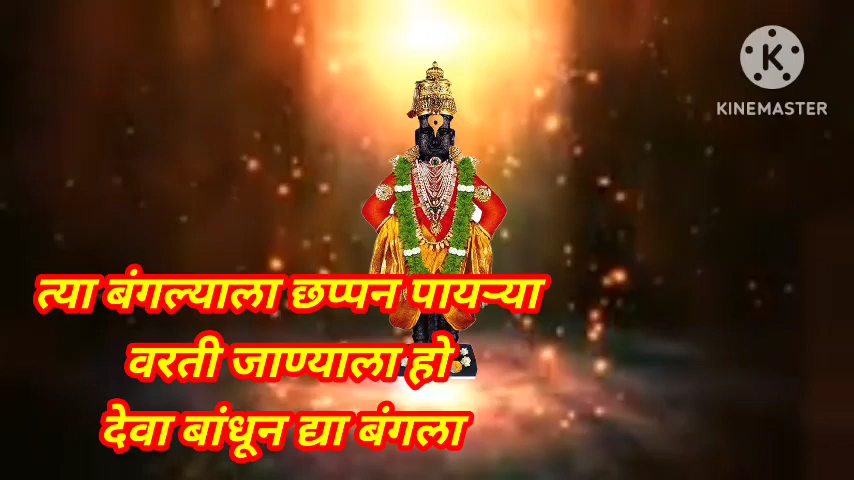 KINEMASTER
त्या बंगल्याला छप्पन पायऱ्या
वरती जाण्याला हो
देवा बांधून द्या बंगला